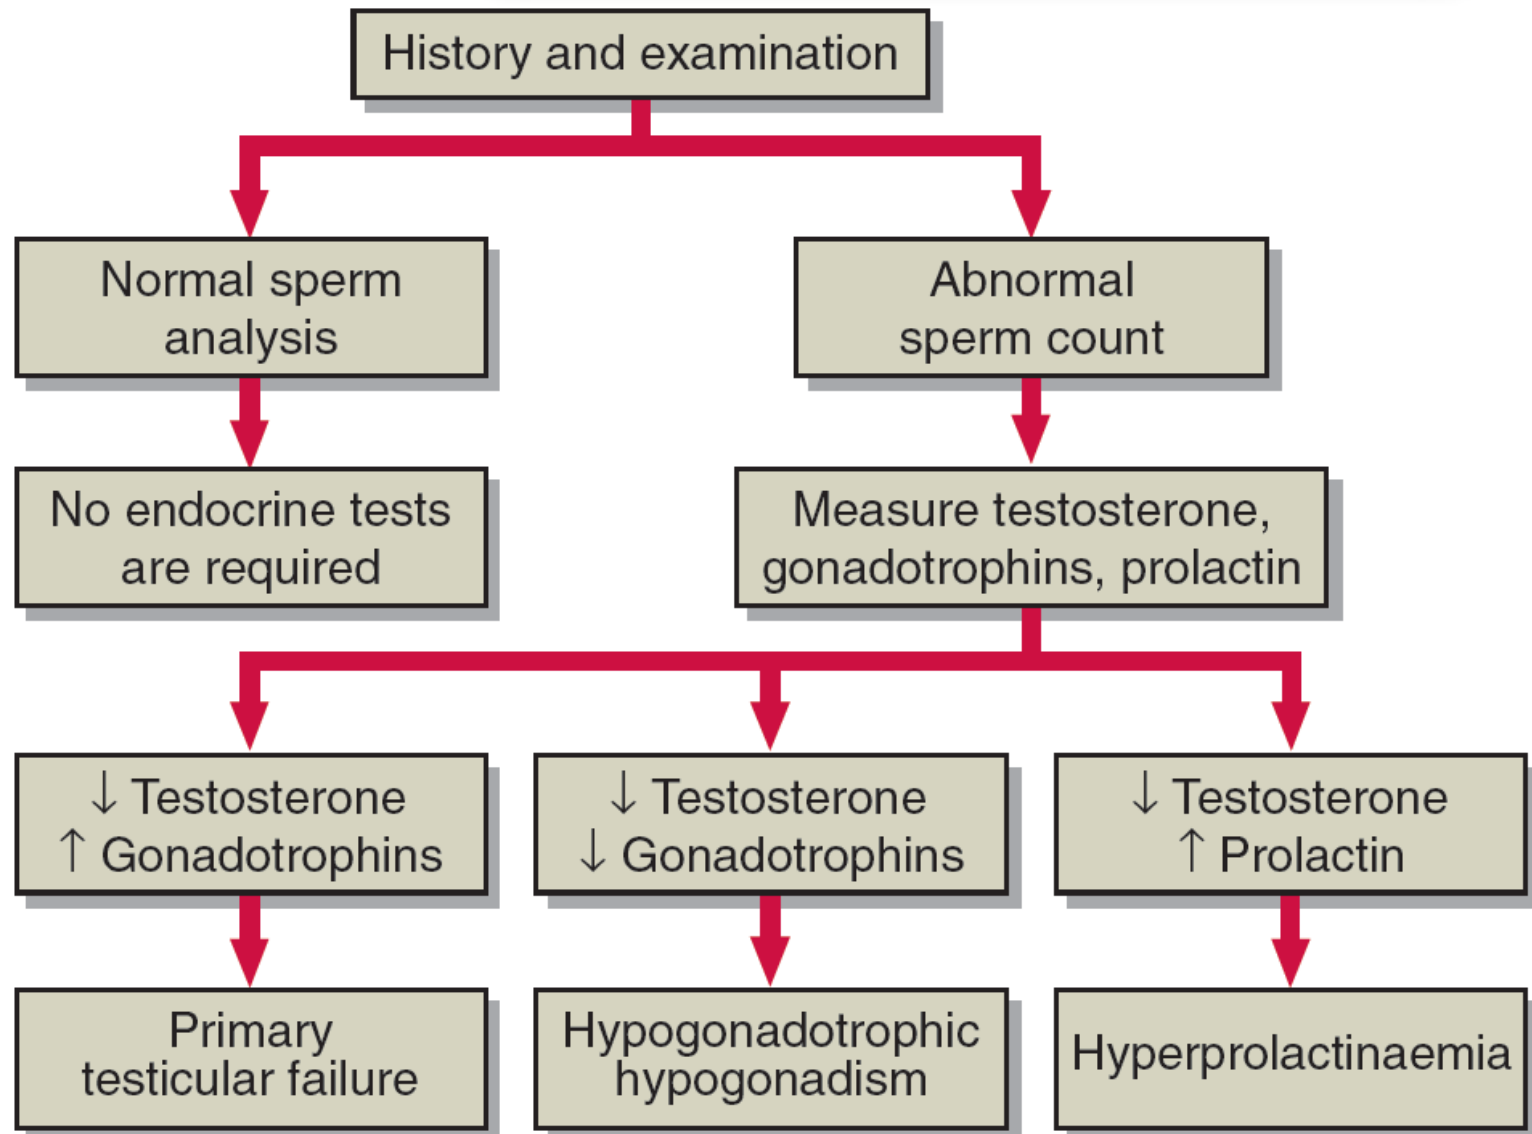 History and examination
Normal sperm
analysis
Abnormal
sperm count
No endocrine tests
are required
Measure testosterone,
gonadotrophins, prolactin
↓ Testosterone
↑ Gonadotrophins
↓ Testosterone
↓ Gonadotrophins
↓ Testosterone
↑ Prolactin
Primary
testicular failure
Hypogonadotrophic
hypogonadism
Hyperprolactinaemia